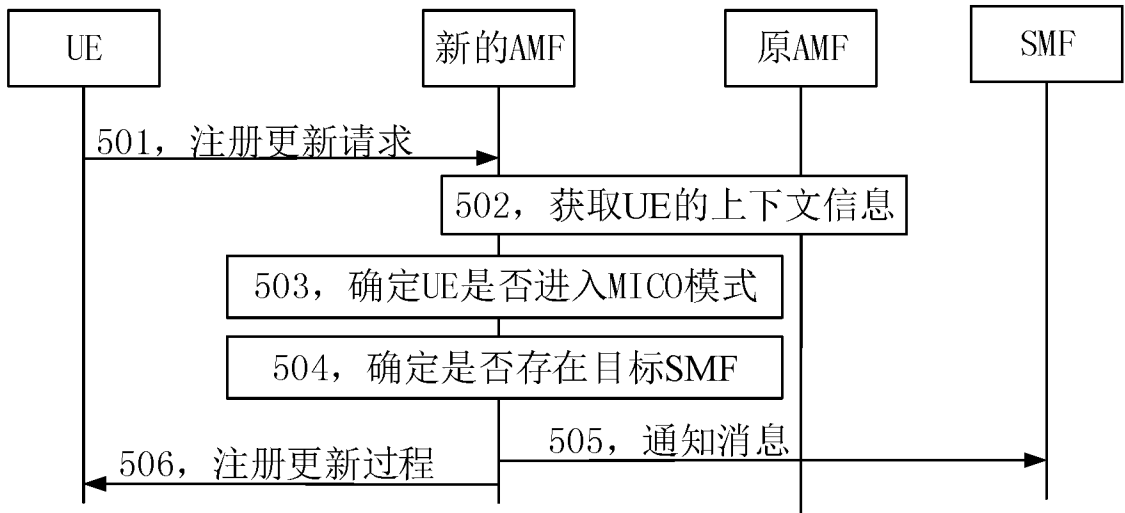 UE
新的AMF
原AMF
SMF
501，注册更新请求
502，获取UE的上下文信息
503，确定UE是否进入MICO模式
504，确定是否存在目标SMF
505，通知消息
506，注册更新过程